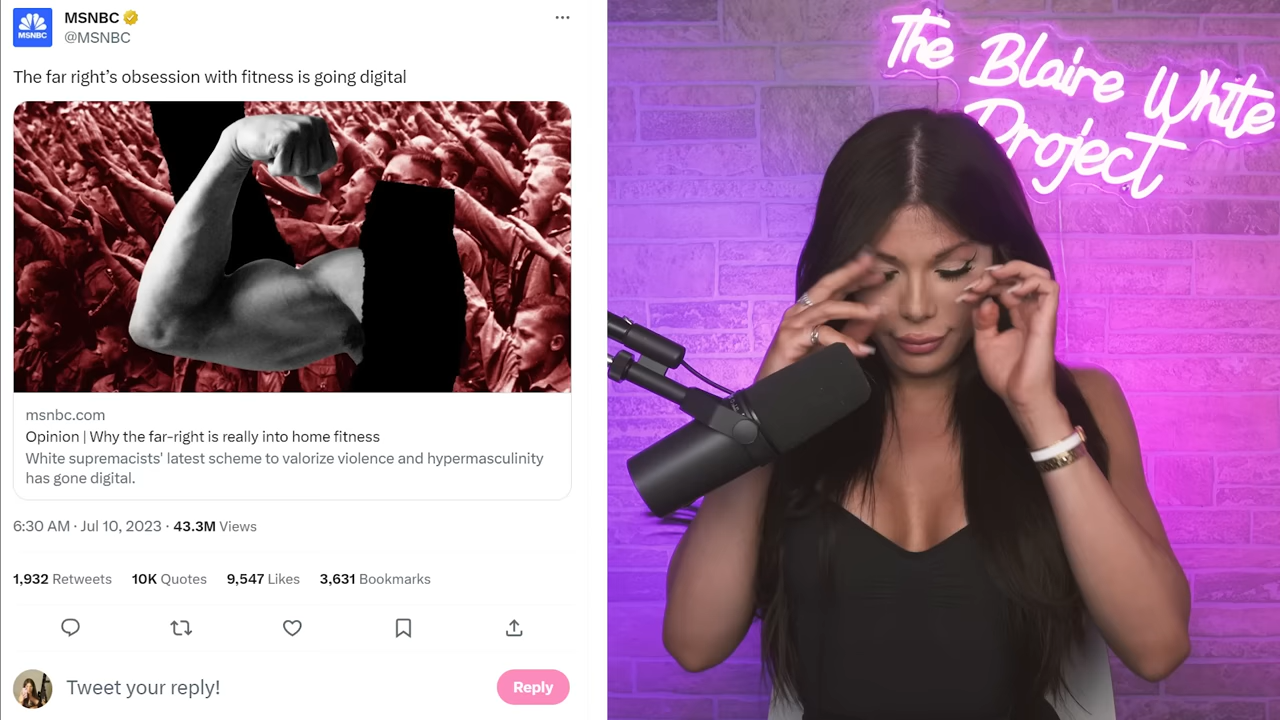 MSNBC
MSNBC
@MSNBC
The far right's obsession with fitness is going digital
msnbc.com
Opinion | Why the far-right is really into home fitness
White supremacists' latest scheme to valorize violence and hypermasculinity
has gone digital.
6:30 AM · Jul 10, 2023 · 43.3M Views
1,932 Retweets 10K Quotes 9,547 Likes 3,631 Bookmarks
Tweet your reply!
Reply
The Blaire White
Project